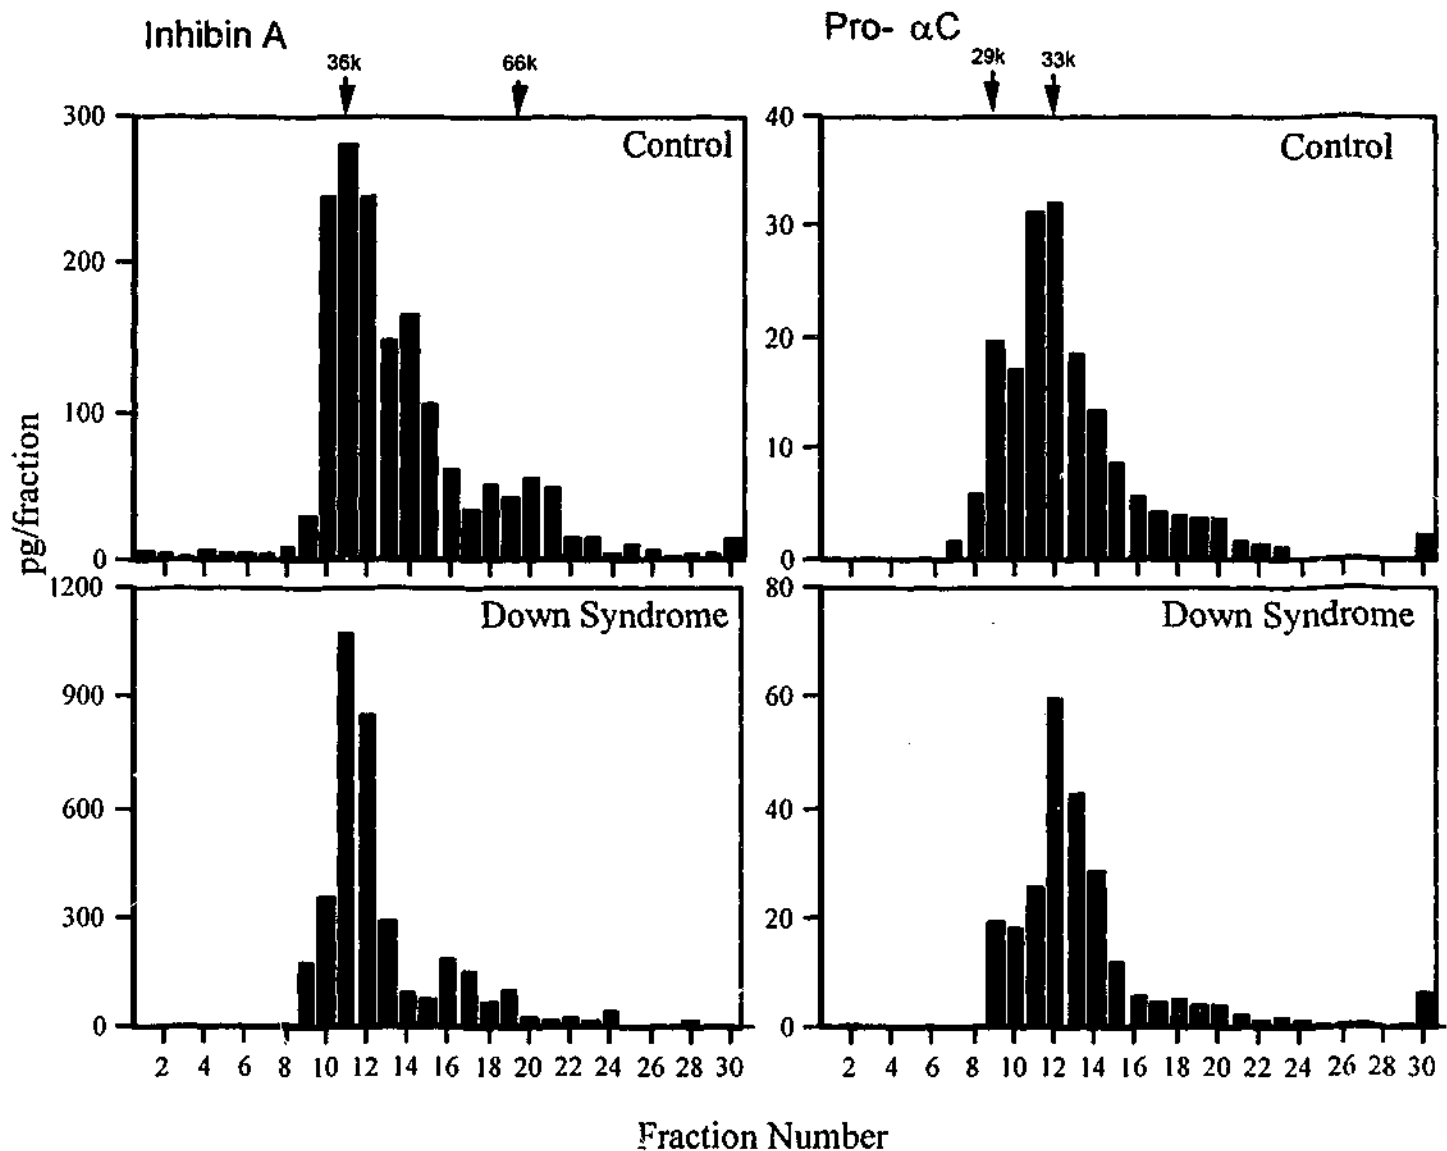 Inhibin A
Pro- αC
36k 66k
29k 33k
300
200
100
0
Control
40
30
20
10
0
Control
pg/fraction
1200
900
600
300
0
Down Syndrome
80
60
40
20
0
Down Syndrome
2 4 6 8 10 12 14 16 18 20 22 24 26 28 30
2 4 6 8 10 12 14 16 18 20 22 24 26 28 30
Fraction Number